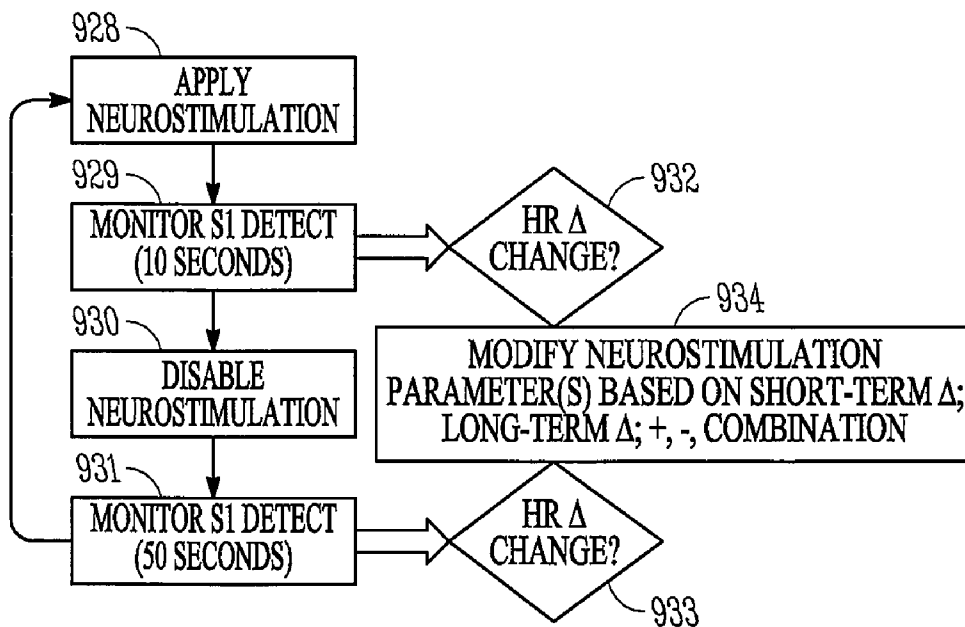 928
APPLY
NEUROSTIMULATION
929
MONITOR S1 DETECT
(10 SECONDS)
932
HR Δ
CHANGE?
930
DISABLE
NEUROSTIMULATION
934
MODIFY NEUROSTIMULATION
PARAMETER(S) BASED ON SHORT-TERM Δ;
LONG-TERM Δ; +, -, COMBINATION
931
MONITOR S1 DETECT
(50 SECONDS)
HR Δ
CHANGE?
933